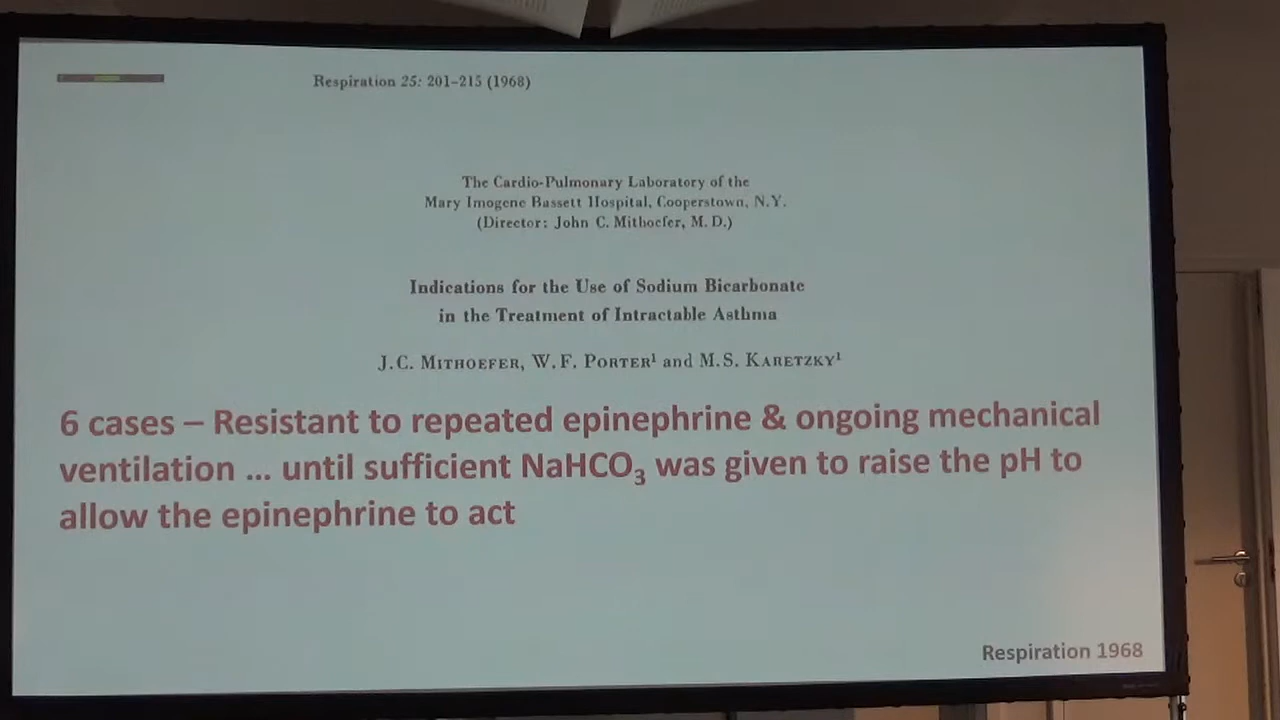 Respiration 25: 201–215 (1968)
The Cardio-Pulmonary Laboratory of the
Mary Imogene Bassett Hospital, Cooperstown, N.Y.
(Director: John C. Mithoefer, M. D.)
Indications for the Use of Sodium Bicarbonate
in the Treatment of Intractable Asthma
J.C. MITHOEFER, W.F. PORTER¹ and M.S. KARETZKY¹
6 cases – Resistant to repeated epinephrine & ongoing mechanical
ventilation ... until sufficient NaHCO₃ was given to raise the pH to
allow the epinephrine to act
Respiration 1968